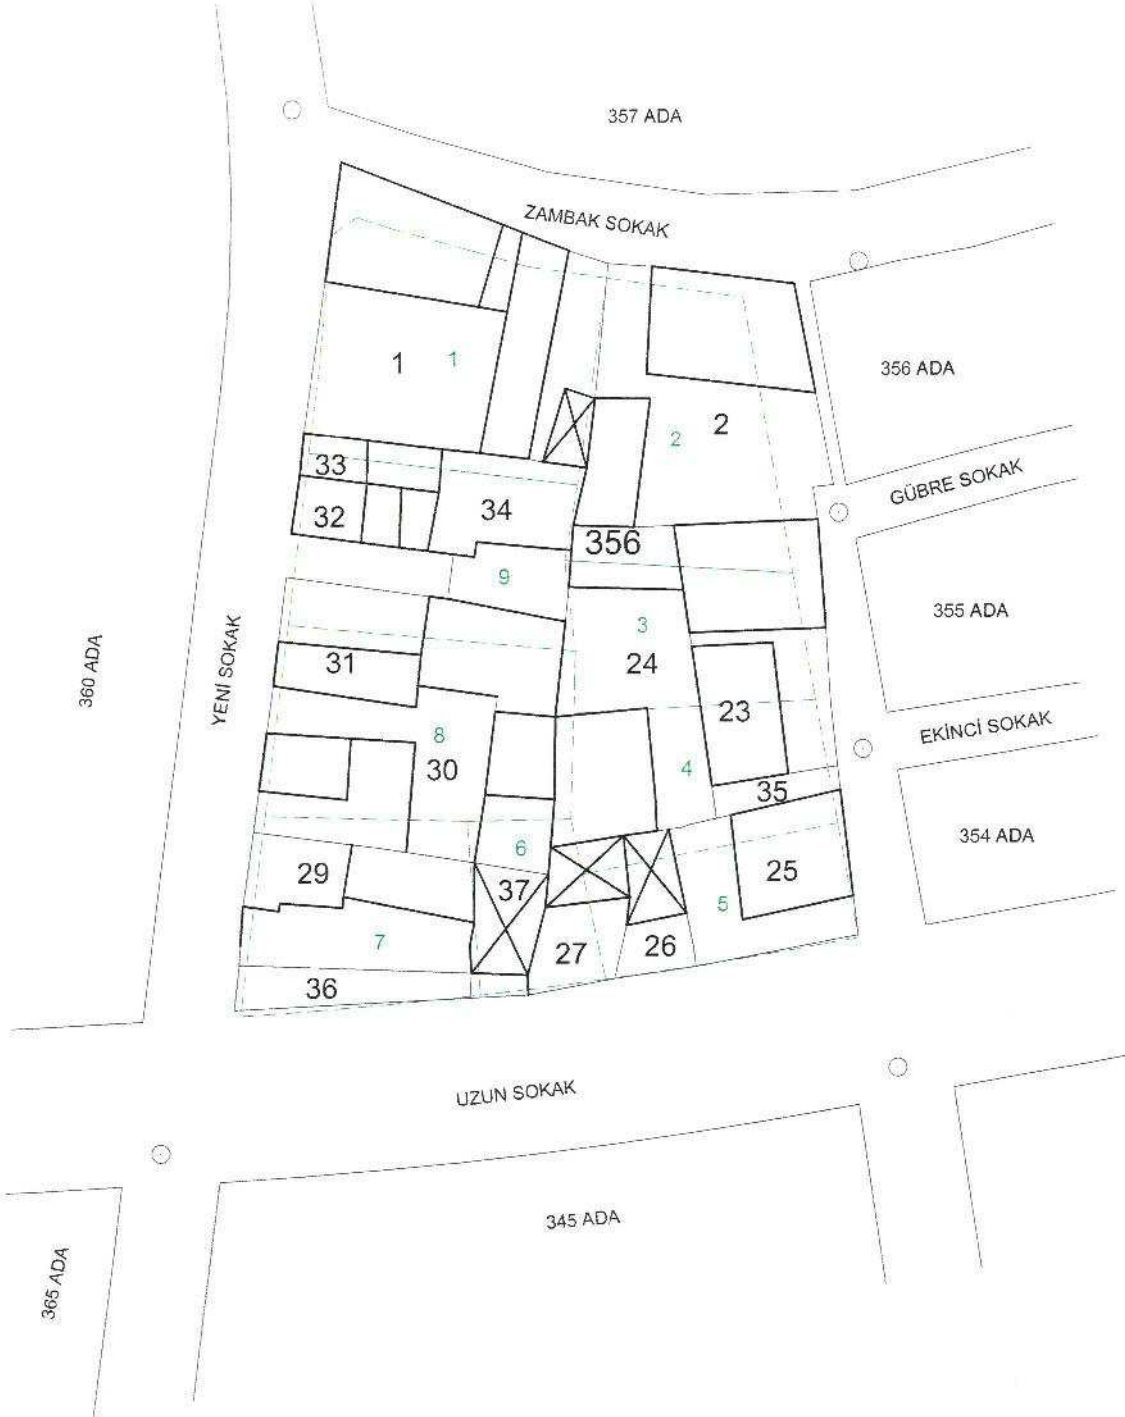 357 ADA
ZAMBAK SOKAK
356 ADA
1
1
2
2
33
GÜBRE SOKAK
32
34
356
9
355 ADA
3
31
24
360 ADA
YENİ SOKAK
23
EKİNCİ SOKAK
8
30
4
35
354 ADA
6
29
37
25
5
7
27
26
36
UZUN SOKAK
345 ADA
365 ADA